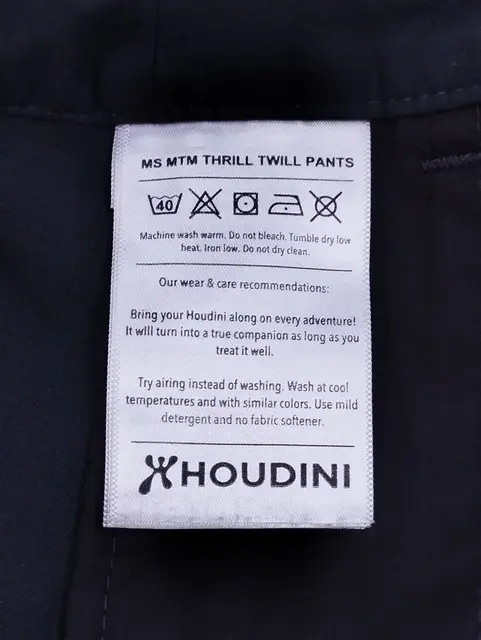 MS MTM THRILL TWILL PANTS
40
Machine wash warm. Do not bleach. Tumble dry low
heat. Iron low. Do not dry clean.
Our wear & care recommendations:
Bring your Houdini along on every adventure!
It will turn into a true companion as long as you
treat it well.
Try airing instead of washing. Wash at cool
temperatures and with similar colors. Use mild
detergent and no fabric softener.
HOUDINI